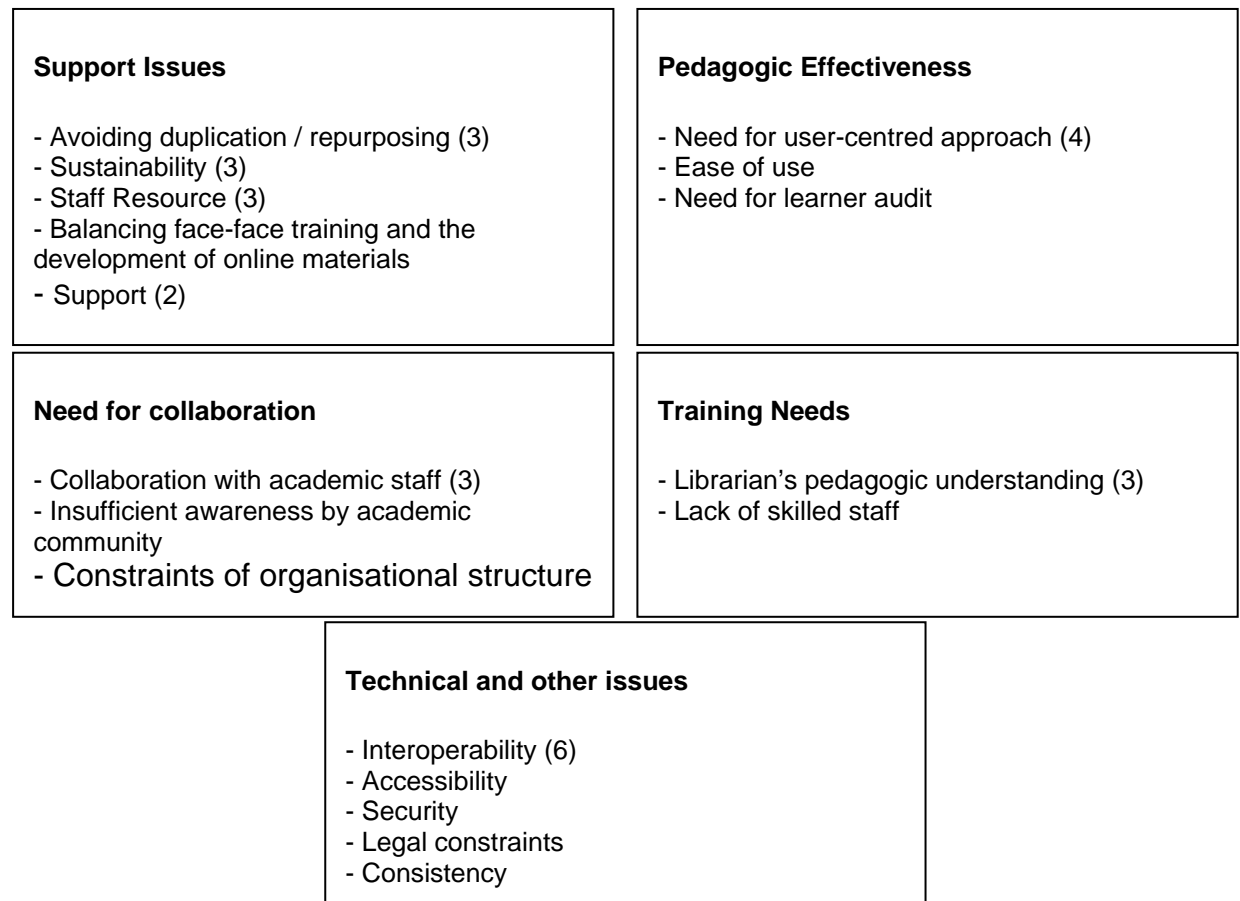 Support Issues
- Avoiding duplication / repurposing (3)
- Sustainability (3)
- Staff Resource (3)
- Balancing face-face training and the
development of online materials
- Support (2)
Pedagogic Effectiveness
- Need for user-centred approach (4)
- Ease of use
- Need for learner audit
Need for collaboration
- Collaboration with academic staff (3)
- Insufficient awareness by academic
community
- Constraints of organisational structure
Training Needs
- Librarian’s pedagogic understanding (3)
- Lack of skilled staff
Technical and other issues
- Interoperability (6)
- Accessibility
- Security
- Legal constraints
- Consistency